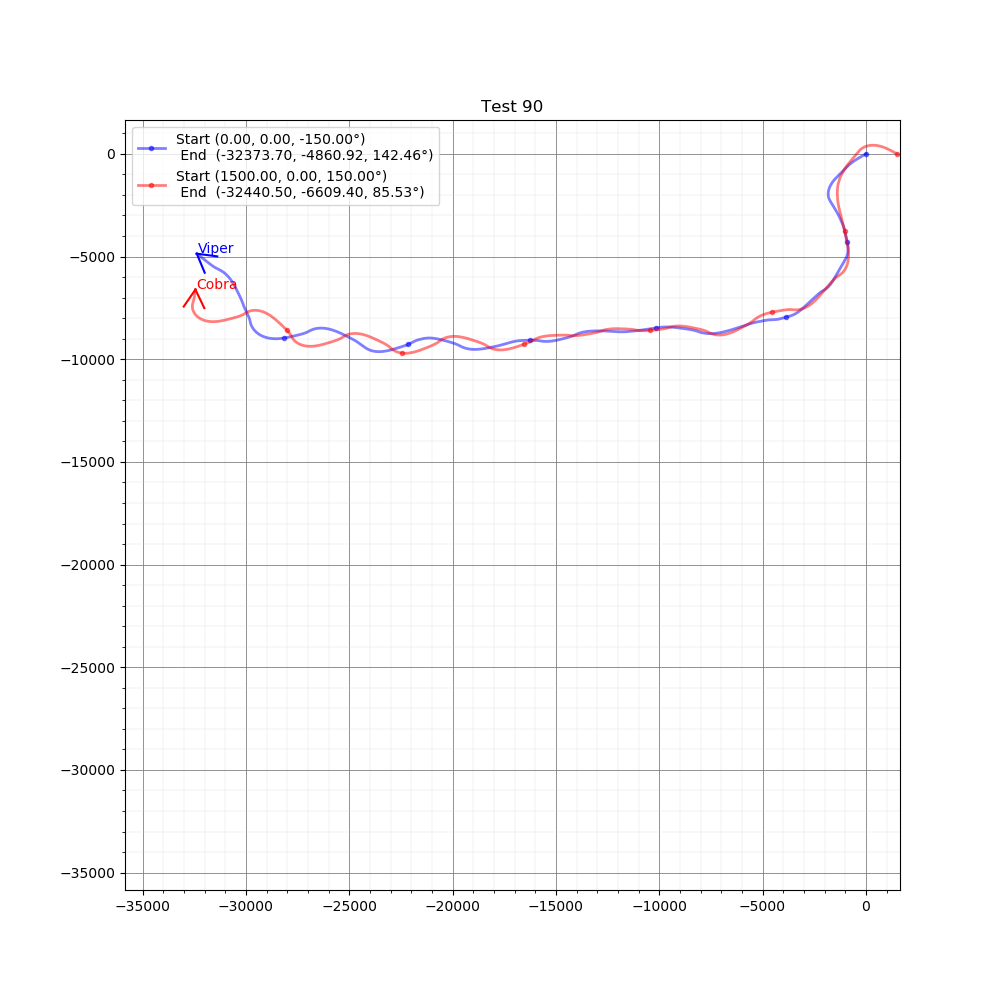 Test 90
Start (0.00, 0.00, -150.00°)
End (-32373.70, -4860.92, 142.46°)
Start (1500.00, 0.00, 150.00°)
End (-32440.50, -6609.40, 85.53°)
Viper
Cobra
0
−5000
−10000
−15000
−20000
−25000
−30000
−35000
−35000 −30000 −25000 −20000 −15000 −10000 −5000 0